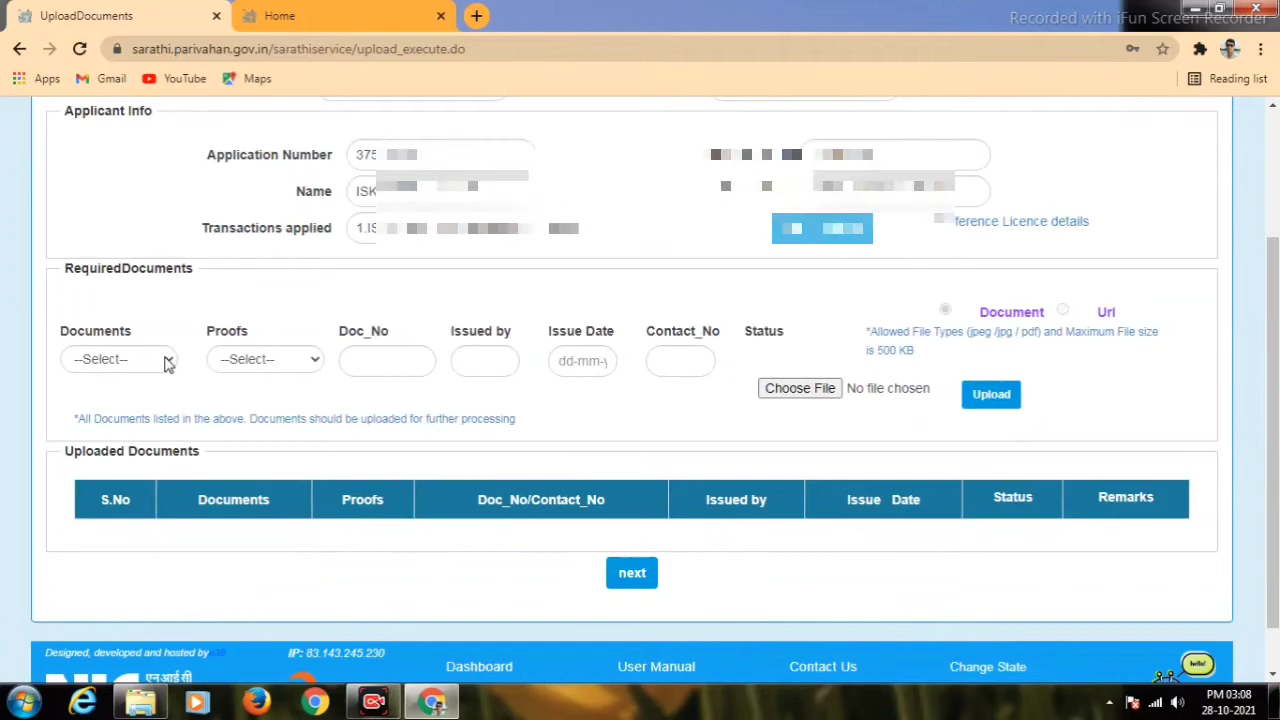 UploadDocuments
Home
Recorded with iFun Screen Recorder
sarathi.parivahan.gov.in/sarathiservice/upload_execute.do
Apps Gmail YouTube Maps Reading list
Applicant Info
Application Number 375
Name ISK
Transactions applied 1.IS ference Licence details
RequiredDocuments
Document Url
Documents Proofs Doc_No Issued by Issue Date Contact_No Status
*Allowed File Types (jpeg /jpg / pdf) and Maximum File size
is 500 KB
--Select-- --Select-- dd-mm-y
Choose File No file chosen Upload
*All Documents listed in the above. Documents should be uploaded for further processing
Uploaded Documents
S.No Documents Proofs Doc_No/Contact_No Issued by Issue Date Status Remarks
next
Designed, developed and hosted by IP: 83.143.245.230
Dashboard User Manual Contact Us Change State
hello!
एन आई सी
PM 03:08
28-10-2021